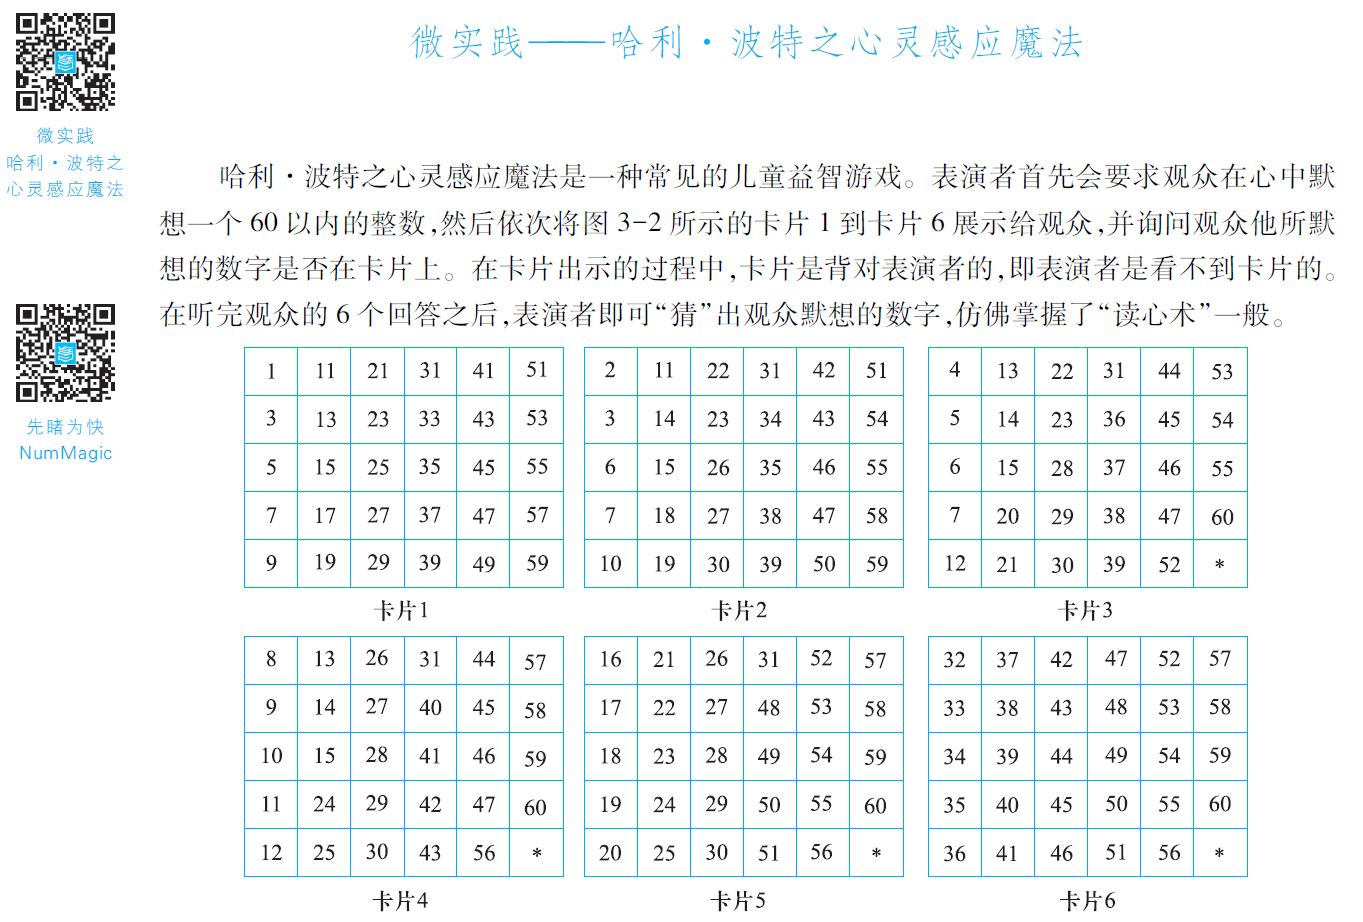 微实践——哈利·波特之心灵感应魔法
微实践
哈利·波特之
心灵感应魔法
哈利·波特之心灵感应魔法是一种常见的儿童益智游戏。表演者首先会要求观众在心中默
想一个 60 以内的整数,然后依次将图 3-2 所示的卡片 1 到卡片 6 展示给观众,并询问观众他所默
想的数字是否在卡片上。在卡片出示的过程中,卡片是背对表演者的,即表演者是看不到卡片的。
在听完观众的 6 个回答之后,表演者即可“猜”出观众默想的数字,仿佛掌握了“读心术”一般。
先睹为快
NumMagic
1 11 21 31 41 51
3 13 23 33 43 53
5 15 25 35 45 55
7 17 27 37 47 57
9 19 29 39 49 59
卡片1
2 11 22 31 42 51
3 14 23 34 43 54
6 15 26 35 46 55
7 18 27 38 47 58
10 19 30 39 50 59
卡片2
4 13 22 31 44 53
5 14 23 36 45 54
6 15 28 37 46 55
7 20 29 38 47 60
12 21 30 39 52 *
卡片3
8 13 26 31 44 57
9 14 27 40 45 58
10 15 28 41 46 59
11 24 29 42 47 60
12 25 30 43 56 *
卡片4
16 21 26 31 52 57
17 22 27 48 53 58
18 23 28 49 54 59
19 24 29 50 55 60
20 25 30 51 56 *
卡片5
32 37 42 47 52 57
33 38 43 48 53 58
34 39 44 49 54 59
35 40 45 50 55 60
36 41 46 51 56 *
卡片6